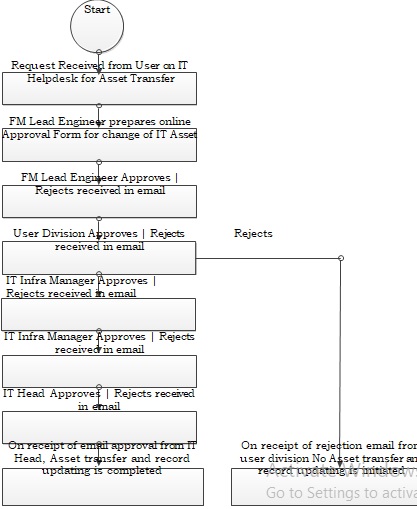 Start
Request Received from User on IT
Helpdesk for Asset Transfer
FM Lead Engineer prepares online
Approval Form for change of IT Asset
FM Lead Engineer Approves |
Rejects received in email
User Division Approves | Rejects
received in email
Rejects
IT Infra Manager Approves |
Rejects received in email
IT Infra Manager Approves | Rejects
received in email
IT Head Approves | Rejects received
in email
On receipt of email approval from IT
Head, Asset transfer and record
updating is completed
On receipt of rejection email from
user division No Asset transfer an
record updating is initiated
Activate Windows
Go to Settings to activa